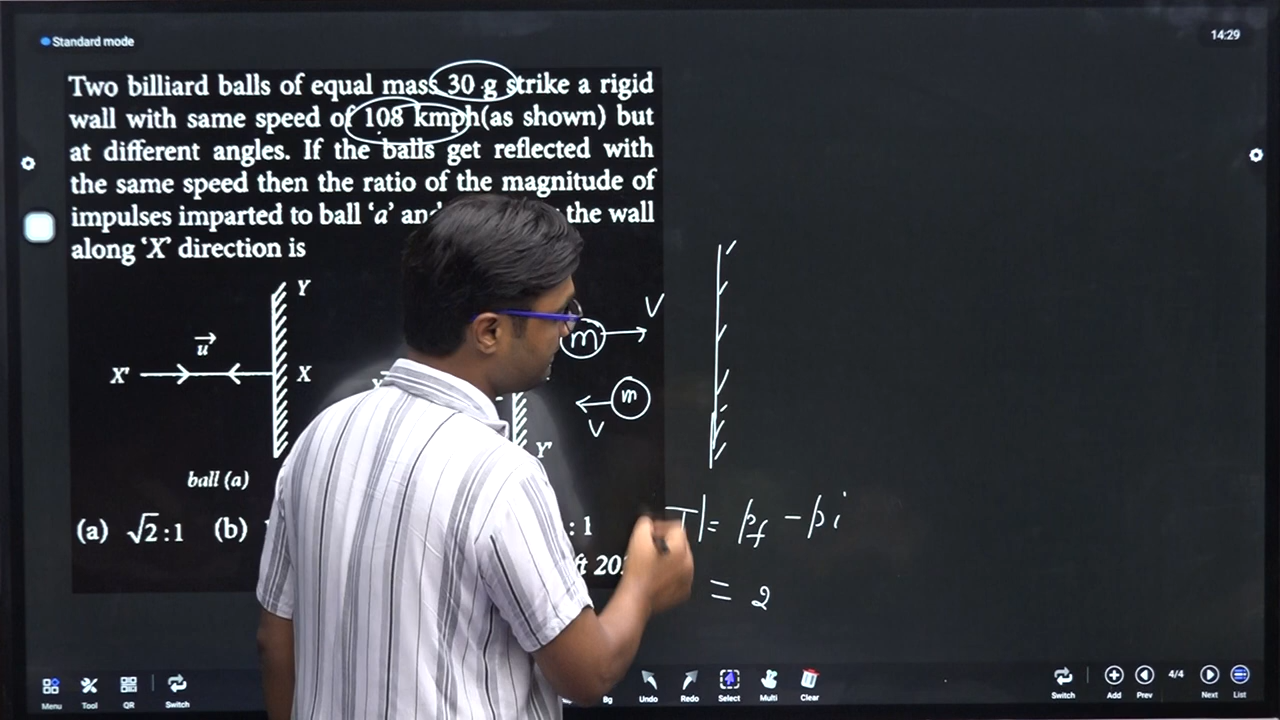 Standard mode
14:29
Two billiard balls of equal mass 30 g strike a rigid
wall with same speed of 108 kmph(as shown) but
at different angles. If the balls get reflected with
the same speed then the ratio of the magnitude of
impulses imparted to ball ‘a’ and the wall
along ‘X’ direction is
Y
u
X'
X
ball (a)
m
V
m
V
Y'
(a) √2:1 (b) :1
= pf - pi
= 2
Menu
Tool
QR
Switch
Bg
Undo
Redo
Select
Multi
Clear
Switch
Add
Prev
4/4
Next
List